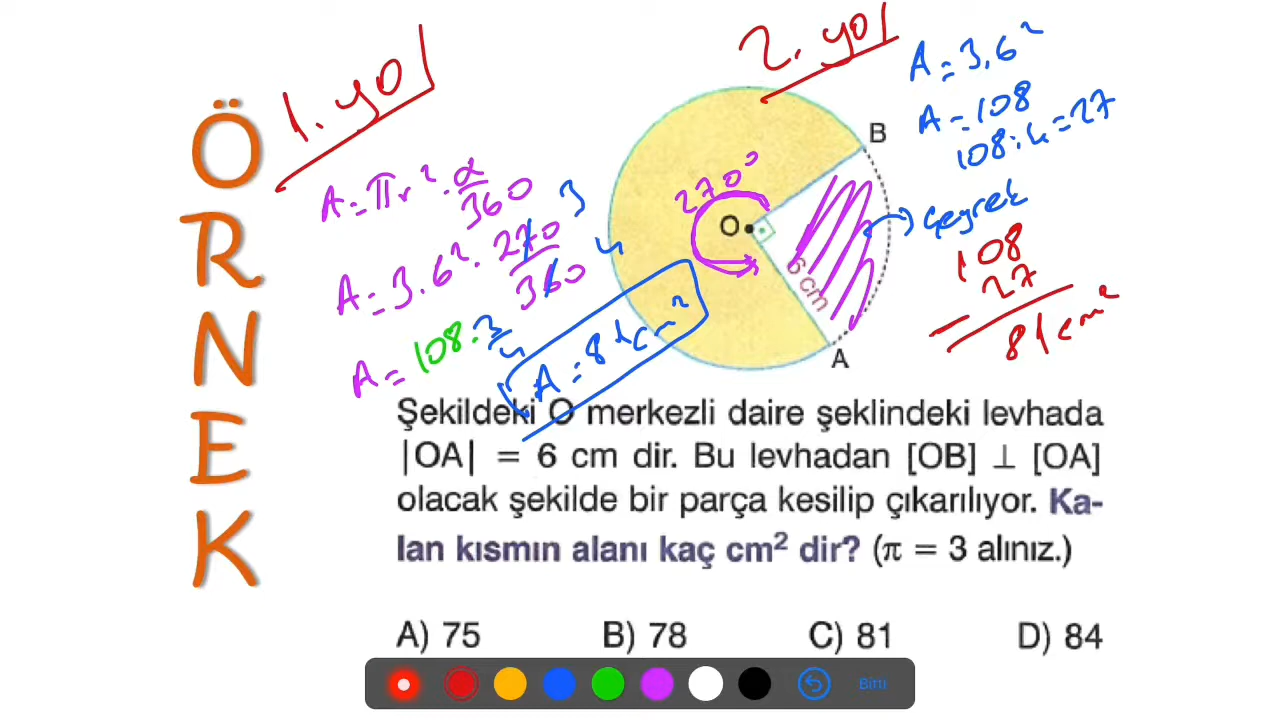 ÖRNEK
1. yol
A = πr² . α/360
A = 3.6² . 270/360
3
4
A = 108 . 3/4
A = 81 cm²
2. yol
A = 3.6²
A = 108
108 : 4 = 27
çeyrek
108
27
81 cm²
270°
B
O
6 cm
A
Şekildeki O merkezli daire şeklindeki levhada
|OA| = 6 cm dir. Bu levhadan [OB] ⊥ [OA]
olacak şekilde bir parça kesilip çıkarılıyor. Ka-
lan kısmın alanı kaç cm² dir? (π = 3 alınız.)
A) 75 B) 78 C) 81 D) 84
Bitti